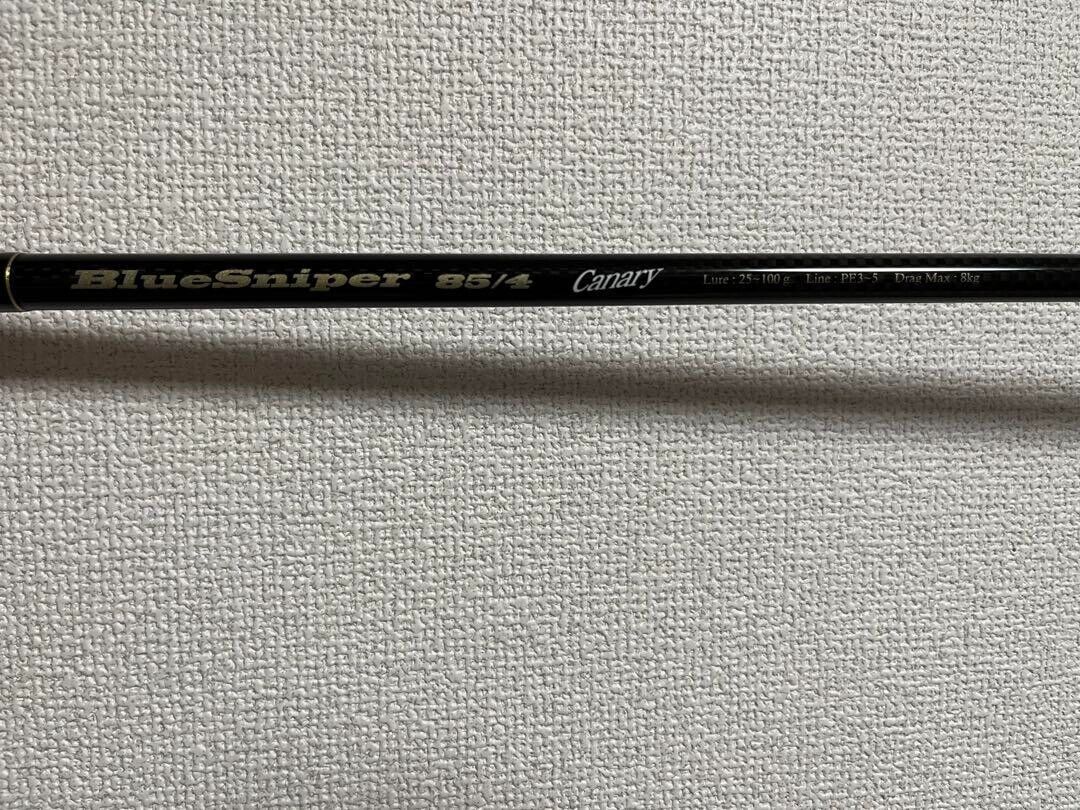 BlueSniper 85/4 Canary Lure : 25~100 g. Line : PE3~5 Drag Max : 8kg